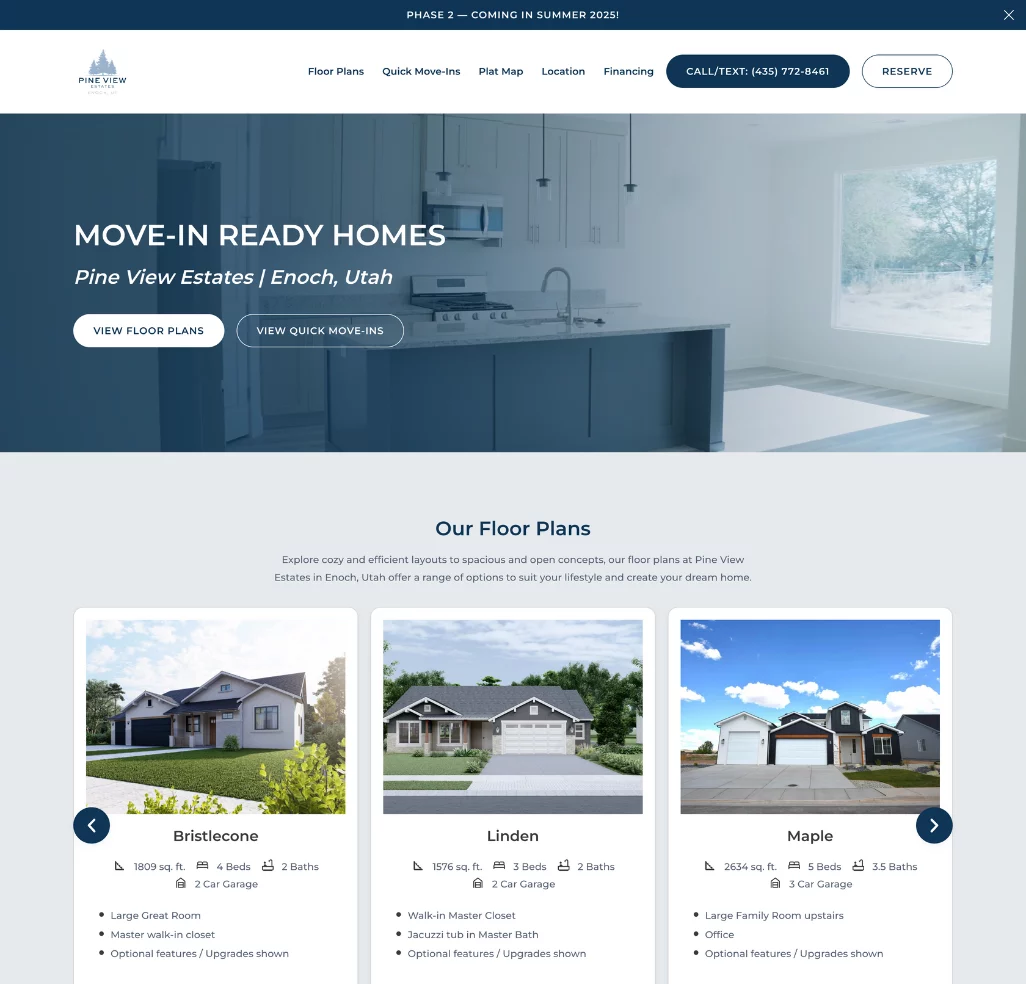 PHASE 2 — COMING IN SUMMER 2025!
PINE VIEW
ESTATES
Floor Plans
Quick Move-Ins
Plat Map
Location
Financing
CALL/TEXT: (435) 772-8461
RESERVE
MOVE-IN READY HOMES
Pine View Estates | Enoch, Utah
VIEW FLOOR PLANS
VIEW QUICK MOVE-INS
Our Floor Plans
Explore cozy and efficient layouts to spacious and open concepts, our floor plans at Pine View
Estates in Enoch, Utah offer a range of options to suit your lifestyle and create your dream home.
Bristlecone
1809 sq. ft. 4 Beds 2 Baths
2 Car Garage
• Large Great Room
• Master walk-in closet
• Optional features / Upgrades shown
Linden
1576 sq. ft. 3 Beds 2 Baths
2 Car Garage
• Walk-in Master Closet
• Jacuzzi tub in Master Bath
• Optional features / Upgrades shown
Maple
2634 sq. ft. 5 Beds 3.5 Baths
3 Car Garage
• Large Family Room upstairs
• Office
• Optional features / Upgrades shown